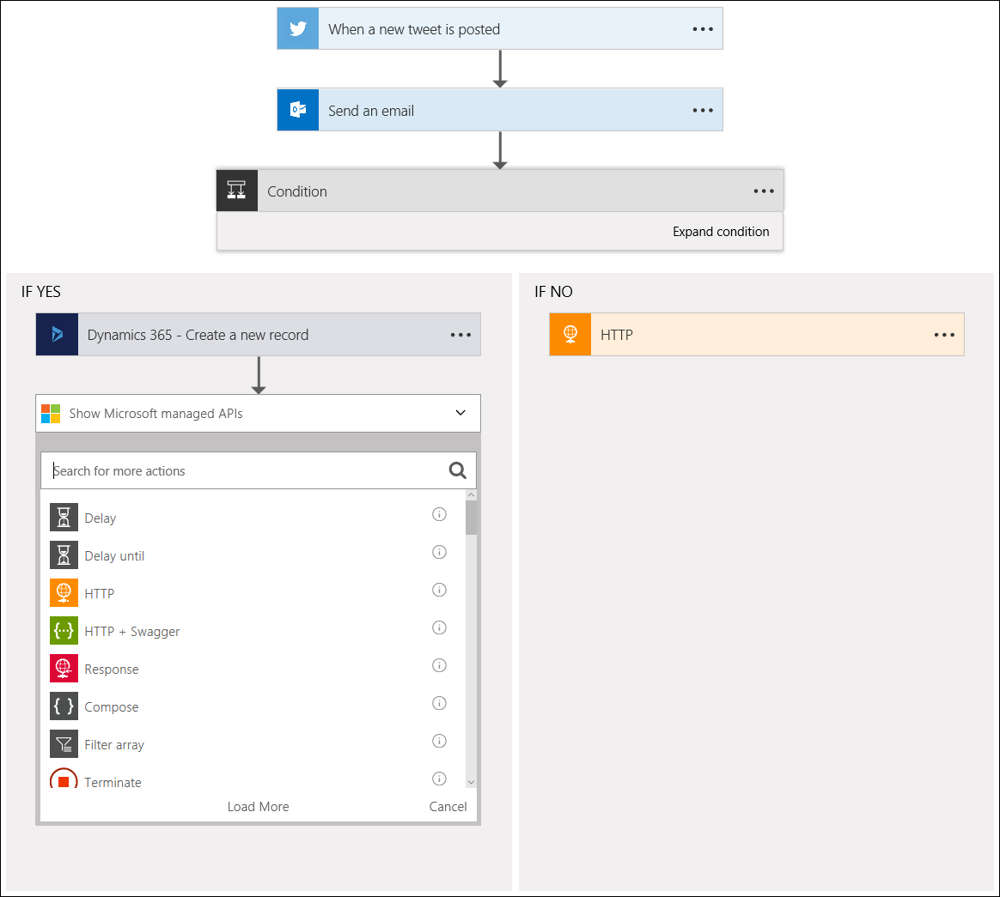 When a new tweet is posted
Send an email
Condition
Expand condition
IF YES
Dynamics 365 - Create a new record
Show Microsoft managed APIs
Search for more actions
Delay
Delay until
HTTP
HTTP + Swagger
Response
Compose
Filter array
Terminate
Load More
Cancel
IF NO
HTTP